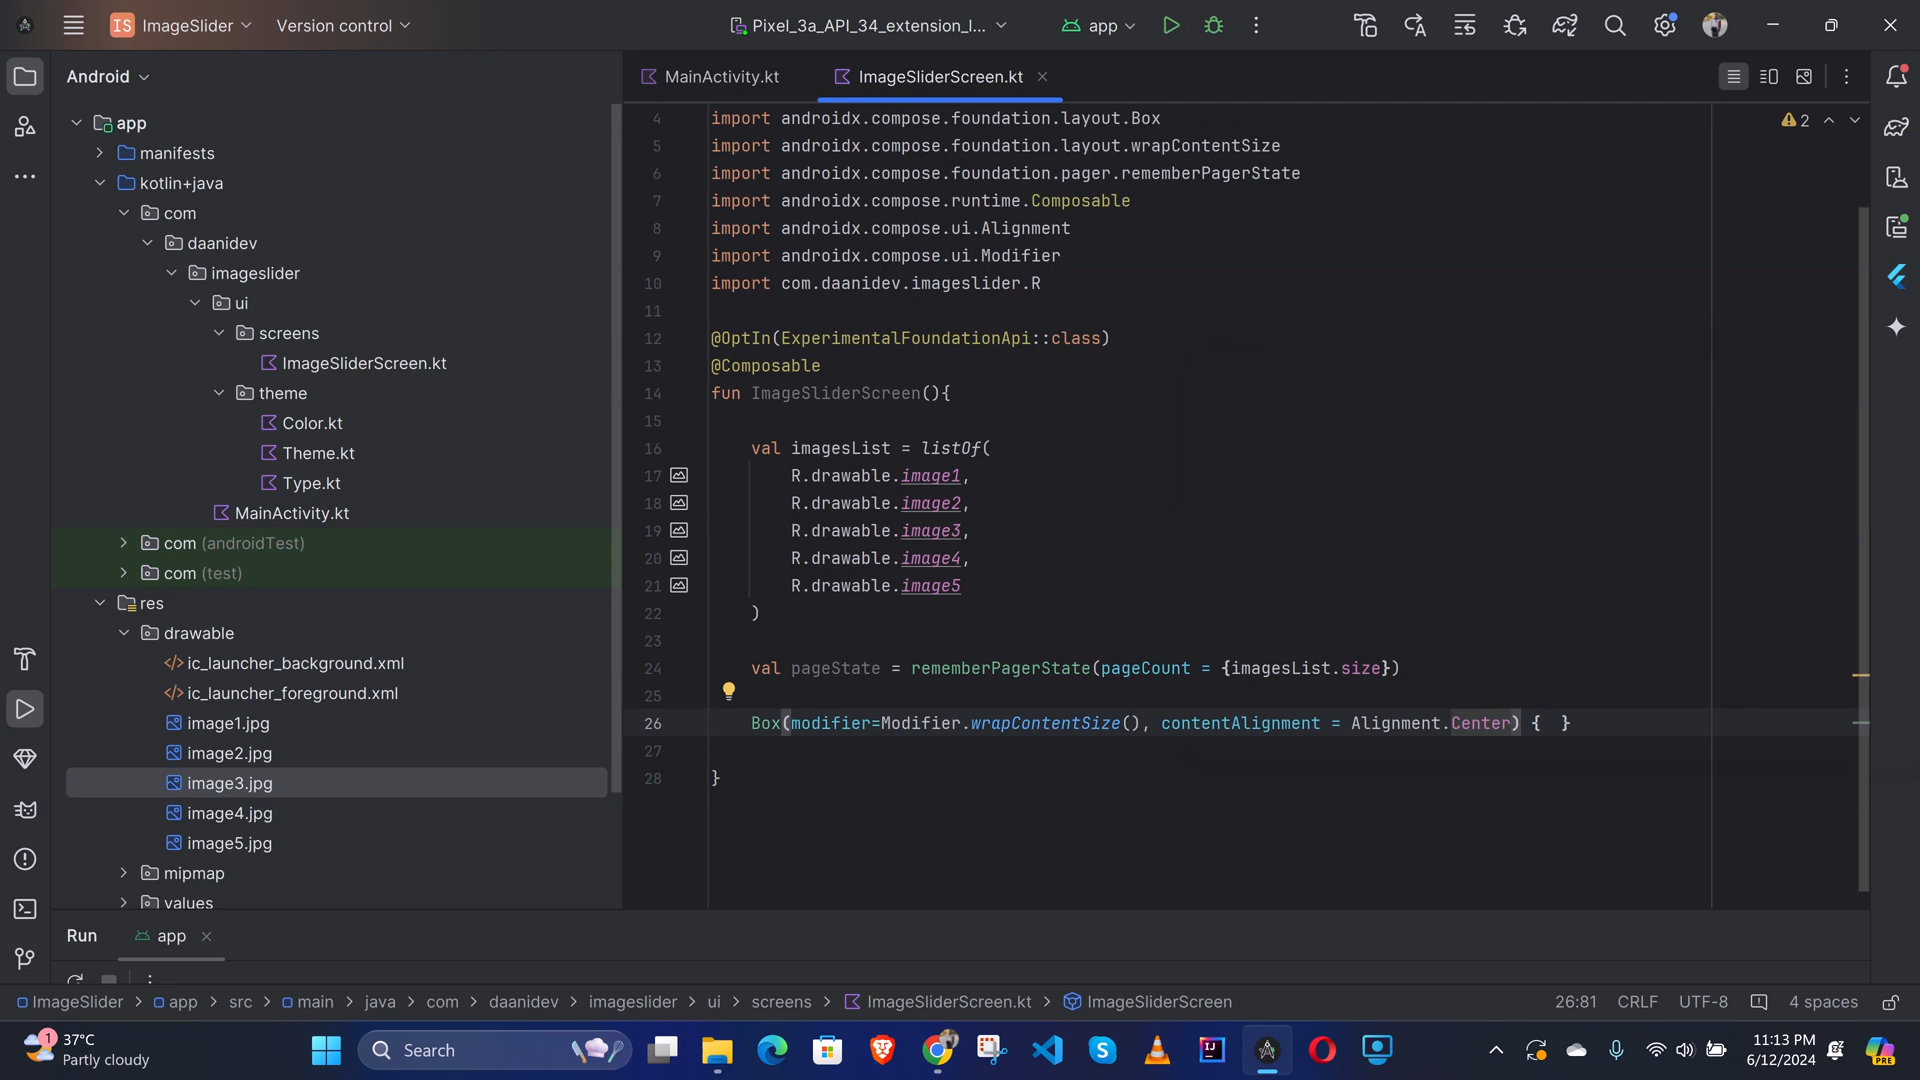 IS ImageSlider Version control Pixel_3a_API_34_extension_l... app
Android
MainActivity.kt ImageSliderScreen.kt
app
manifests
kotlin+java
com
daanidev
imageslider
ui
screens
ImageSliderScreen.kt
theme
Color.kt
Theme.kt
Type.kt
MainActivity.kt
com (androidTest)
com (test)
res
drawable
</> ic_launcher_background.xml
</> ic_launcher_foreground.xml
image1.jpg
image2.jpg
image3.jpg
image4.jpg
image5.jpg
mipmap
values
2
4 import androidx.compose.foundation.layout.Box
5 import androidx.compose.foundation.layout.wrapContentSize
6 import androidx.compose.foundation.pager.rememberPagerState
7 import androidx.compose.runtime.Composable
8 import androidx.compose.ui.Alignment
9 import androidx.compose.ui.Modifier
10 import com.daanidev.imageslider.R
11
12 @OptIn(ExperimentalFoundationApi::class)
13 @Composable
14 fun ImageSliderScreen(){
15
16 val imagesList = listOf(
17 R.drawable.image1,
18 R.drawable.image2,
19 R.drawable.image3,
20 R.drawable.image4,
21 R.drawable.image5
22 )
23
24 val pageState = rememberPagerState(pageCount = {imagesList.size})
25
26 Box(modifier=Modifier.wrapContentSize(), contentAlignment = Alignment.Center) {  }
27
28 }
Run app
ImageSlider > app > src > main > java > com > daanidev > imageslider > ui > screens > ImageSliderScreen.kt > ImageSliderScreen 26:81 CRLF UTF-8 4 spaces
1 37°C
Partly cloudy
Search
11:13 PM
6/12/2024
PRE